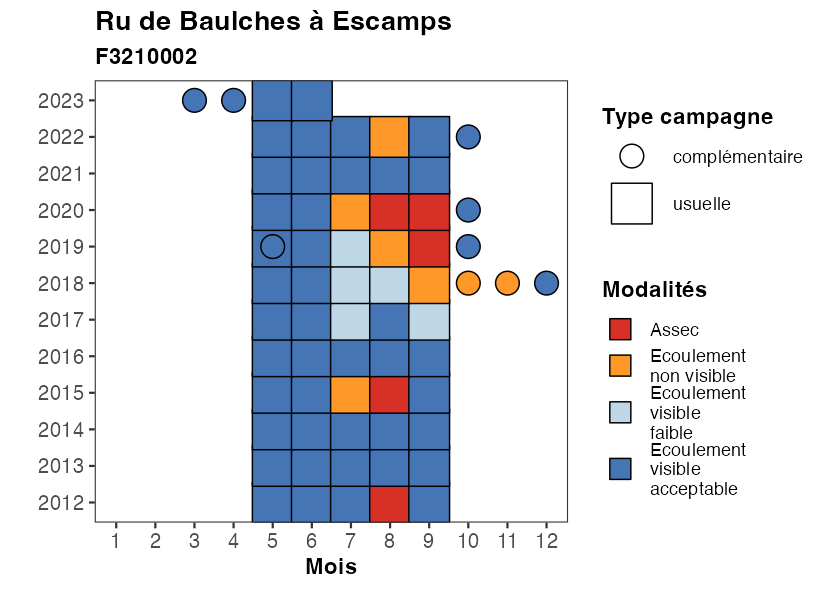 Ru de Baulches à Escamps
F3210002
2023
2022
2021
2020
2019
2018
2017
2016
2015
2014
2013
2012
1 2 3 4 5 6 7 8 9 10 11 12
Mois
Type campagne
complémentaire
usuelle
Modalités
Assec
Ecoulement
non visible
Ecoulement
visible
faible
Ecoulement
visible
acceptable